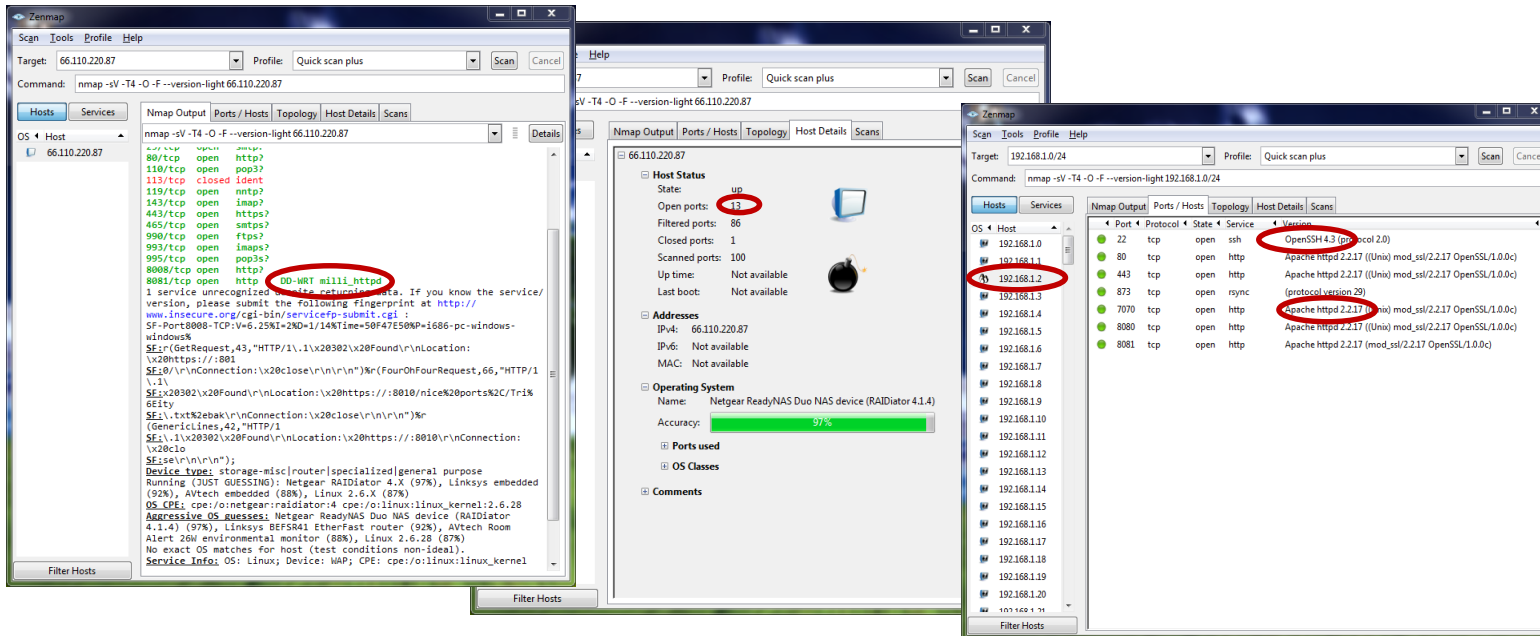 Zenmap
Scan Tools Profile Help
Target: 66.110.220.87 Profile: Quick scan plus Scan Cancel
Command: nmap -sV -T4 -O -F --version-light 66.110.220.87
Hosts Services
Nmap Output Ports / Hosts Topology Host Details Scans
OS Host
66.110.220.87
nmap -sV -T4 -O -F --version-light 66.110.220.87 Details
80/tcp open http?
110/tcp open pop3?
113/tcp closed ident
119/tcp open nntp?
143/tcp open imap?
443/tcp open https?
465/tcp open smtps?
990/tcp open ftps?
993/tcp open imaps?
995/tcp open pop3s?
8008/tcp open http?
8081/tcp open http DD-WRT milli_httpd
1 service unrecognized despite returning data. If you know the service/
version, please submit the following fingerprint at http://
www.insecure.org/cgi-bin/servicefp-submit.cgi :
SF-Port8008-TCP:V=6.25%I=2%D=1/14%Time=50F47E50%P=i686-pc-windows-
windows%
SF:r(GetRequest,43,"HTTP/1\.1\x20302\x20Found\r\nLocation:
\x20https://:801
SF:0/\r\nConnection:\x20close\r\n\r\n")%r(FourOhFourRequest,66,"HTTP/1
\.1\
SF:x20302\x20Found\r\nLocation:\x20https://:8010/nice%20ports%2C/Tri%
6Eity
SF:\.txt%2ebak\r\nConnection:\x20close\r\n\r\n")%r
(GenericLines,42,"HTTP/1
SF:\.1\x20302\x20Found\r\nLocation:\x20https://:8010\r\nConnection:
\x20clo
SF:se\r\n\r\n");
Device type: storage-misc|router|specialized|general purpose
Running (JUST GUESSING): Netgear RAIDiator 4.X (97%), Linksys embedded
(92%), AVtech embedded (88%), Linux 2.6.X (87%)
OS CPE: cpe:/o:netgear:raidiator:4 cpe:/o:linux:linux_kernel:2.6.28
Aggressive OS guesses: Netgear ReadyNAS Duo NAS device (RAIDiator
4.1.4) (97%), Linksys BEFSR41 EtherFast router (92%), AVtech Room
Alert 26W environmental monitor (88%), Linux 2.6.28 (87%)
No exact OS matches for host (test conditions non-ideal).
Service Info: OS: Linux; Device: WAP; CPE: cpe:/o:linux:linux_kernel
Filter Hosts
Help
7 Profile: Quick scan plus Scan Cancel
sV -T4 -O -F --version-light 66.110.220.87
Nmap Output Ports / Hosts Topology Host Details Scans
66.110.220.87
Host Status
State: up
Open ports: 13
Filtered ports: 86
Closed ports: 1
Scanned ports: 100
Up time: Not available
Last boot: Not available
Addresses
IPv4: 66.110.220.87
IPv6: Not available
MAC: Not available
Operating System
Name: Netgear ReadyNAS Duo NAS device (RAIDiator 4.1.4)
Accuracy: 97%
Ports used
OS Classes
Comments
Filter Hosts
Zenmap
Scan Tools Profile Help
Target: 192.168.1.0/24 Profile: Quick scan plus Scan Cance
Command: nmap -sV -T4 -O -F --version-light 192.168.1.0/24
Hosts Services
Nmap Output Ports / Hosts Topology Host Details Scans
OS Host
192.168.1.0
192.168.1.1
192.168.1.2
192.168.1.3
192.168.1.4
192.168.1.5
192.168.1.6
192.168.1.7
192.168.1.8
192.168.1.9
192.168.1.10
192.168.1.11
192.168.1.12
192.168.1.13
192.168.1.14
192.168.1.15
192.168.1.16
192.168.1.17
192.168.1.18
192.168.1.19
192.168.1.20
192.168.1.21
Port Protocol State Service Version
22 tcp open ssh OpenSSH 4.3 (protocol 2.0)
80 tcp open http Apache httpd 2.2.17 ((Unix) mod_ssl/2.2.17 OpenSSL/1.0.0c)
443 tcp open http Apache httpd 2.2.17 ((Unix) mod_ssl/2.2.17 OpenSSL/1.0.0c)
873 tcp open rsync (protocol version 29)
7070 tcp open http Apache httpd 2.2.17 ((Unix) mod_ssl/2.2.17 OpenSSL/1.0.0c)
8080 tcp open http Apache httpd 2.2.17 ((Unix) mod_ssl/2.2.17 OpenSSL/1.0.0c)
8081 tcp open http Apache httpd 2.2.17 (mod_ssl/2.2.17 OpenSSL/1.0.0c)
Filter Hosts